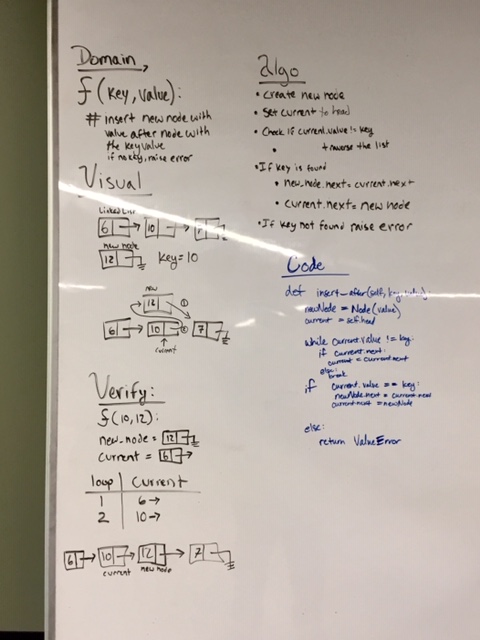 Domain
f(key, value):
# insert new node with
value after node with
the key value
if no key, raise error
Visual
Linked List
6 10 7
new node
12 key=10
new
12 ①
6 10 ② 7
current
Verify:
f(10,12):
new_node = 12
current = 6
loop current
1 6→
2 10→
6 10 12 7
current new node
algo
• Create new node
• Set current to head
• Check if current.value != key
• traverse the list
• If key is found
• new_node.next = current.next
• current.next = new node
• If key not found raise error
Code
def insert_after(self, key, value)
newNode = Node(value)
current = self.head
while current.value != key:
if current.next:
current = current.next
else:
break
if current.value == key:
newNode.next = current.next
current.next = newNode
else:
return ValueError